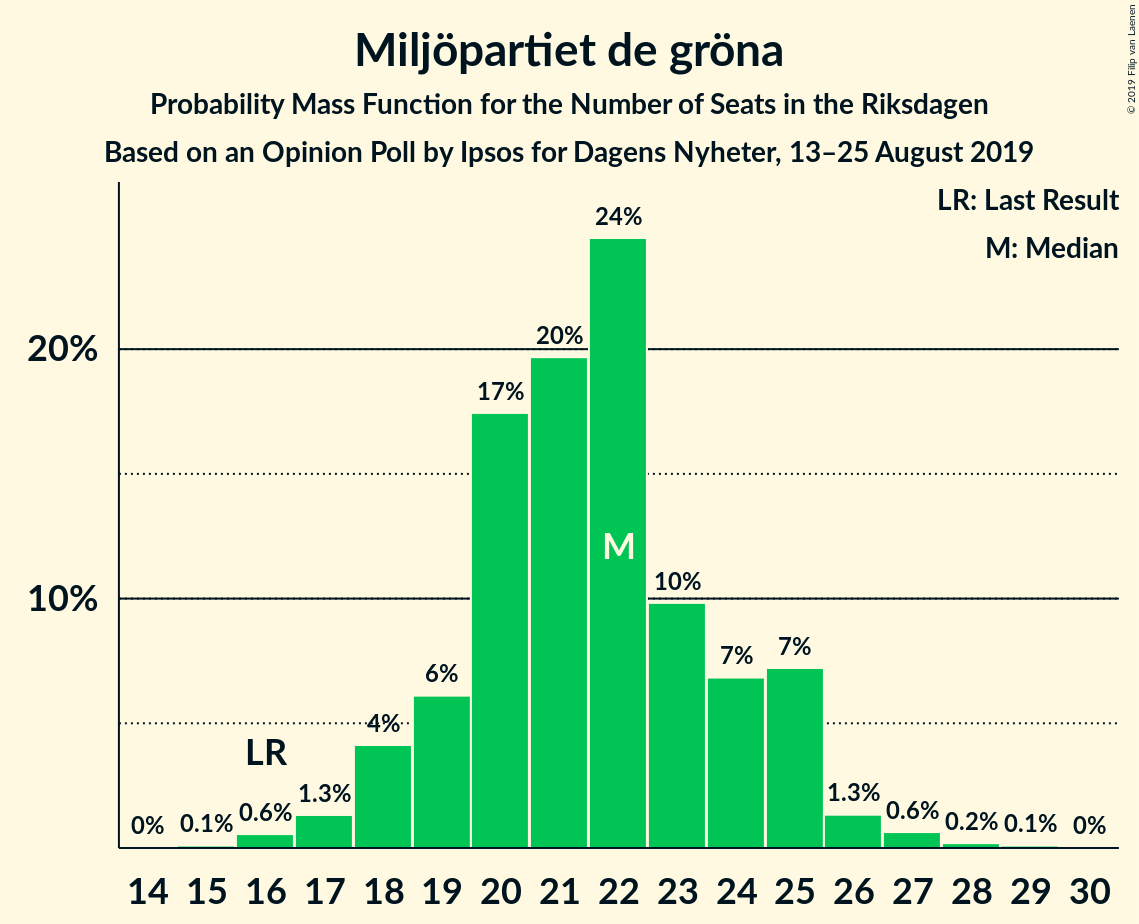 Miljöpartiet de gröna
Probability Mass Function for the Number of Seats in the Riksdagen
Based on an Opinion Poll by Ipsos for Dagens Nyheter, 13–25 August 2019
© 2019 Filip van Laenen
LR: Last Result
M: Median
24%
20%
20%
17%
M
10%
10%
7%
7%
6%
4%
LR
1.3%
1.3%
0.6%
0.6%
0%
0.1%
0.2%
0.1%
0%
14 15 16 17 18 19 20 21 22 23 24 25 26 27 28 29 30